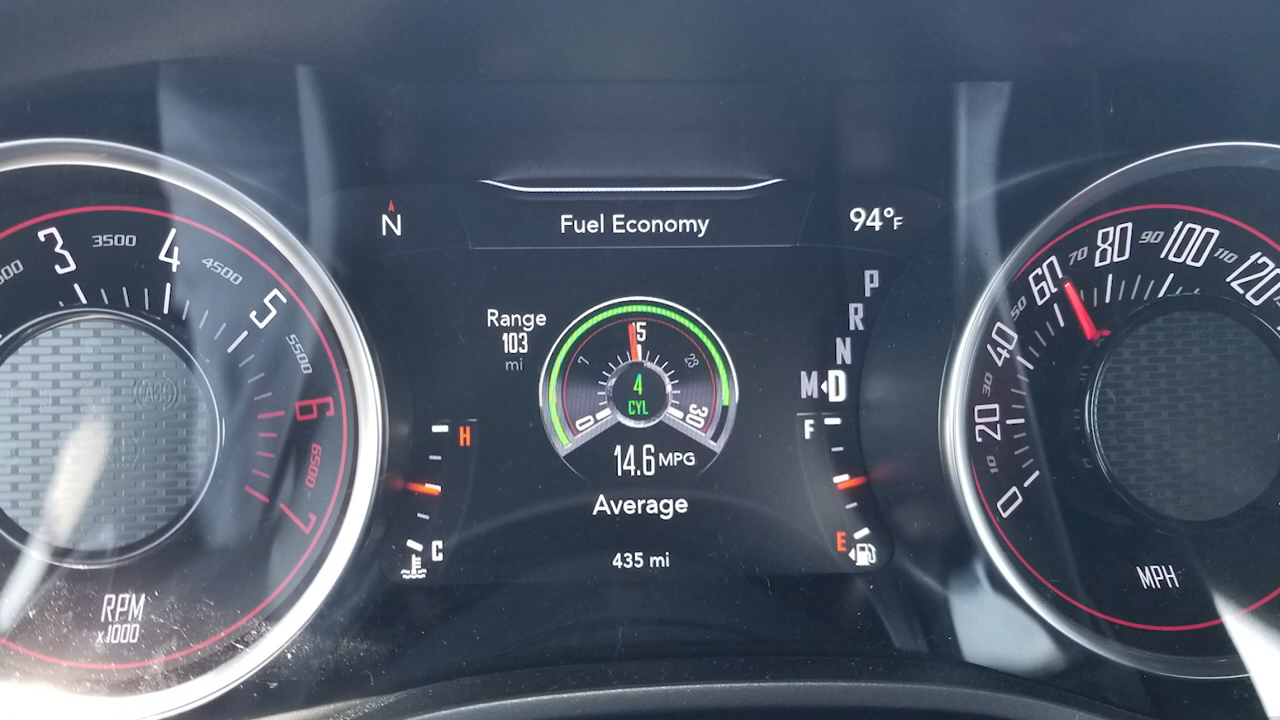 N
Fuel Economy
94°F
3 3500 4 4500 5 5500 6 6500 7
RPM
x1000
Range
103
mi
0 7 15 23 30
4
CYL
14.6 MPG
Average
435 mi
P
R
N
M D
H
C
F
E
0 10 20 30 40 50 60 70 80 90 100 110 120
MPH